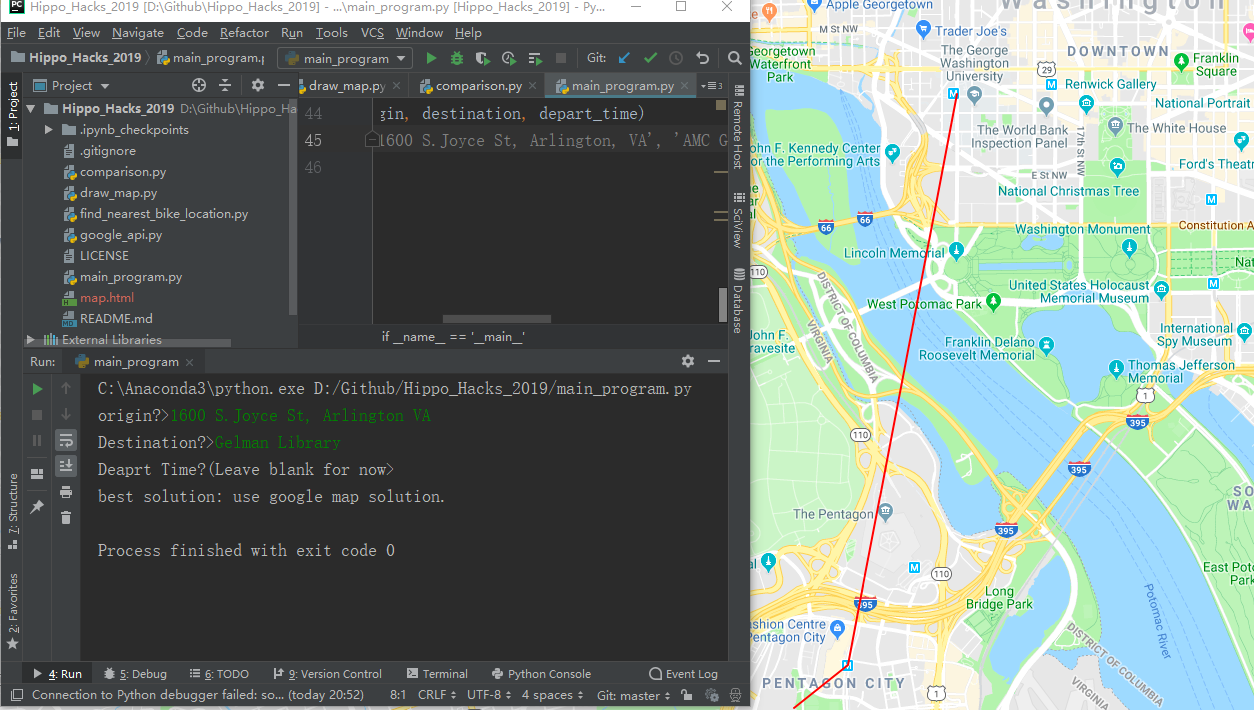 PC Hippo_Hacks_2019 [D:\Github\Hippo_Hacks_2019] - ...\main_program.py [Hippo_Hacks_2019] - Py...
File Edit View Navigate Code Refactor Run Tools VCS Window Help
Hippo_Hacks_2019 main_program.p main_program Git:
1: Project
Project
draw_map.py comparison.py main_program.py
Hippo_Hacks_2019 D:\Github\Hippo_Ha
.ipynb_checkpoints
.gitignore
comparison.py
draw_map.py
find_nearest_bike_location.py
google_api.py
LICENSE
main_program.py
map.html
README.md
External Libraries
44 gin, destination, depart_time)
45 1600 S.Joyce St, Arlington, VA', 'AMC G
46
if __name__ == '__main__'
Remote Host
SciView
Database
Run: main_program
C:\Anaconda3\python.exe D:/Github/Hippo_Hacks_2019/main_program.py
origin?>1600 S.Joyce St, Arlington VA
Destination?>Gelman Library
Deaprt Time?(Leave blank for now>
best solution: use google map solution.
Process finished with exit code 0
7: Structure
2: Favorites
4: Run 5: Debug 6: TODO 9: Version Control Terminal Python Console Event Log
Connection to Python debugger failed: so... (today 20:52) 8:1 CRLF UTF-8 4 spaces Git: master
Apple Georgetown
Washington
M St NW
Trader Joe's
Georgetown
Waterfront
Park
The George
Washington
University
DOWNTOWN
29
Franklin
Square
Renwick Gallery
M
M
National Portrait
The World Bank
Inspection Panel
The White House
17th St NW
John F. Kennedy Center
for the Performing Arts
Ford's Theatre
E St NW
National Christmas Tree
M
66
66
Washington Monument
Constitution A
Lincoln Memorial
Nat
110
DISTRICT OF COLUMBIA
VIRGINIA
United States Holocaust
Memorial Museum
M
West Potomac Park
International
Spy Museum
John F.
ravesite
Franklin Delano
Roosevelt Memorial
Thomas Jefferson
Memorial
1
395
110
395
SO
WA
The Pentagon
395
M
110
East Pot
Park
395
Long
Bridge Park
Potomac River
ashion Centre
Pentagon City
DISTRICT OF COLUMBIA
VIRGINIA
M
PENTAGON CITY
1